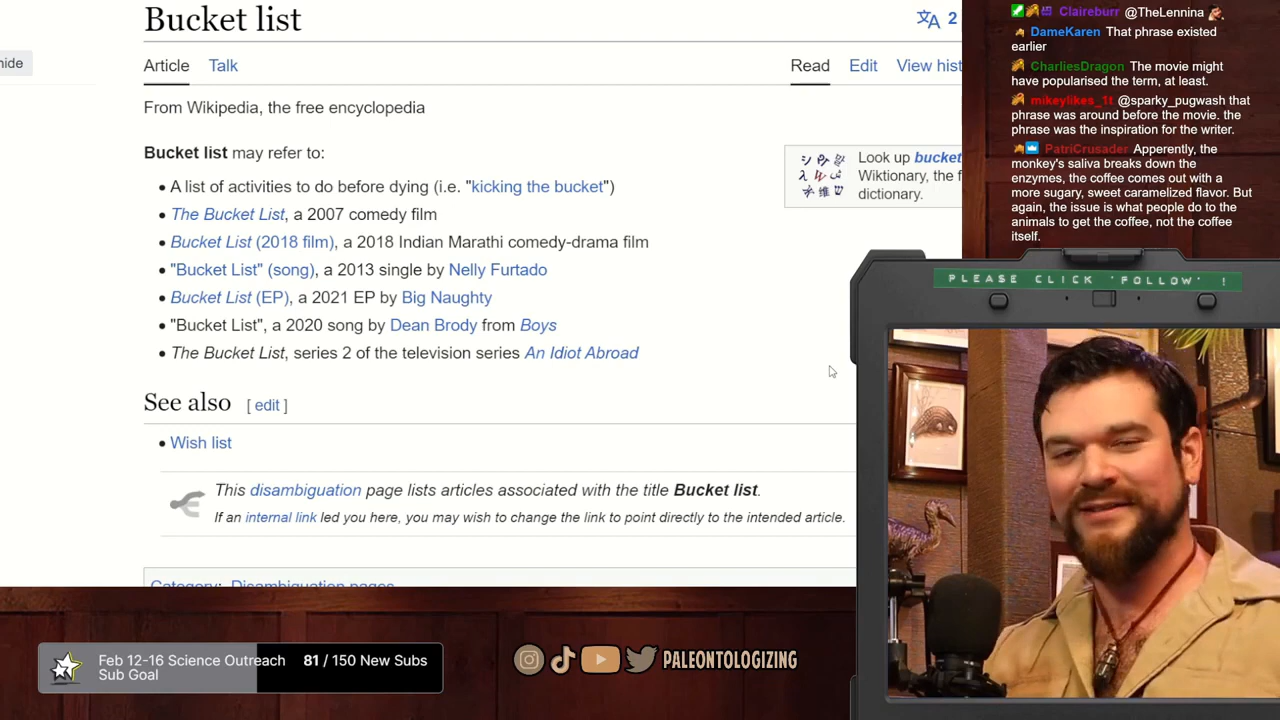 Bucket list
2
hide
Article Talk
Read Edit View hist
From Wikipedia, the free encyclopedia
Bucket list may refer to:
• A list of activities to do before dying (i.e. "kicking the bucket")
• The Bucket List, a 2007 comedy film
• Bucket List (2018 film), a 2018 Indian Marathi comedy-drama film
• "Bucket List" (song), a 2013 single by Nelly Furtado
• Bucket List (EP), a 2021 EP by Big Naughty
• "Bucket List", a 2020 song by Dean Brody from Boys
• The Bucket List, series 2 of the television series An Idiot Abroad
Look up bucket
Wiktionary, the f
dictionary.
See also [ edit ]
• Wish list
This disambiguation page lists articles associated with the title Bucket list.
If an internal link led you here, you may wish to change the link to point directly to the intended article.
Category: Disambiguation pages
Claireburr @TheLennina
DameKaren That phrase existed
earlier
CharliesDragon The movie might
have popularised the term, at least.
mikeylikes_1t @sparky_pugwash that
phrase was around before the movie. the
phrase was the inspiration for the writer.
PatriCrusader Apperently, the
monkey's saliva breaks down the
enzymes, the coffee comes out with a
more sugary, sweet caramelized flavor. But
again, the issue is what people do to the
animals to get the coffee, not the coffee
itself.
PLEASE CLICK 'FOLLOW' !
Feb 12-16 Science Outreach
Sub Goal
81 / 150 New Subs
PALEONTOLOGIZING